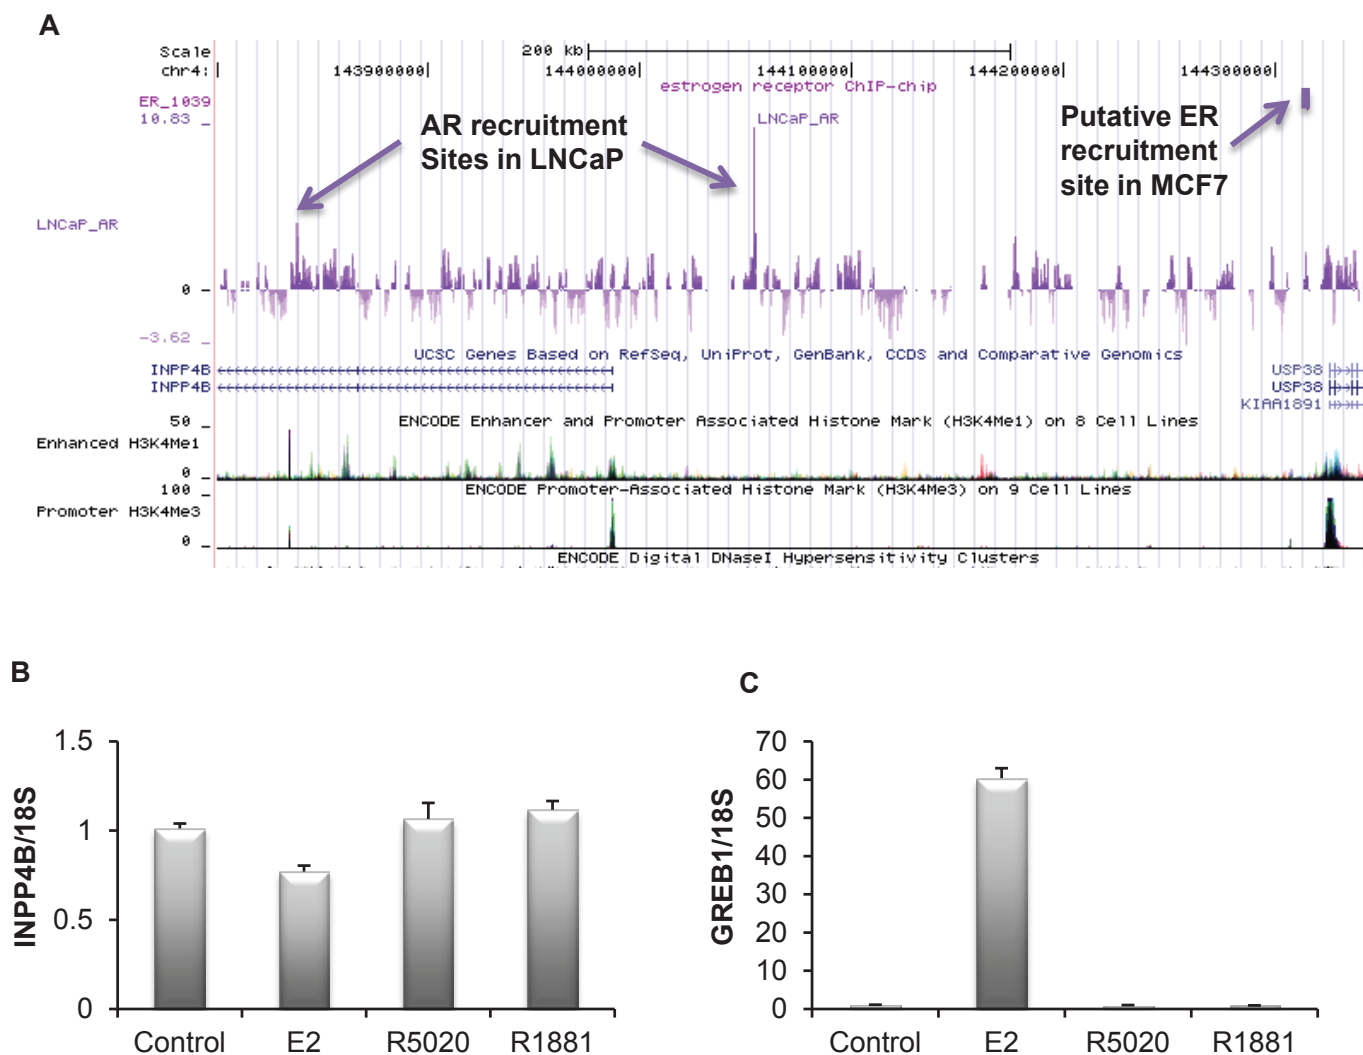 A
Scale 200 kb
chr4: 143900000 144000000 144100000 144200000 144300000
estrogen receptor ChIP-chip
ER_1039
10.83 _
LNCaP_AR
AR recruitment
Sites in LNCaP
Putative ER
recruitment
site in MCF7
LNCaP_AR
0 _
-3.62 _
UCSC Genes Based on RefSeq, UniProt, GenBank, CCDS and Comparative Genomics
INPP4B USP38
INPP4B USP38
KIAA1891
50 _ ENCODE Enhancer and Promoter Associated Histone Mark (H3K4Me1) on 8 Cell Lines
Enhanced H3K4Me1
0 _
100 _ ENCODE Promoter-Associated Histone Mark (H3K4Me3) on 9 Cell Lines
Promoter H3K4Me3
0 _
ENCODE Digital DNaseI Hypersensitivity Clusters
B
INPP4B/18S
1.5
1
0.5
0
Control E2 R5020 R1881
C
GREB1/18S
70
60
50
40
30
20
10
0
Control E2 R5020 R1881